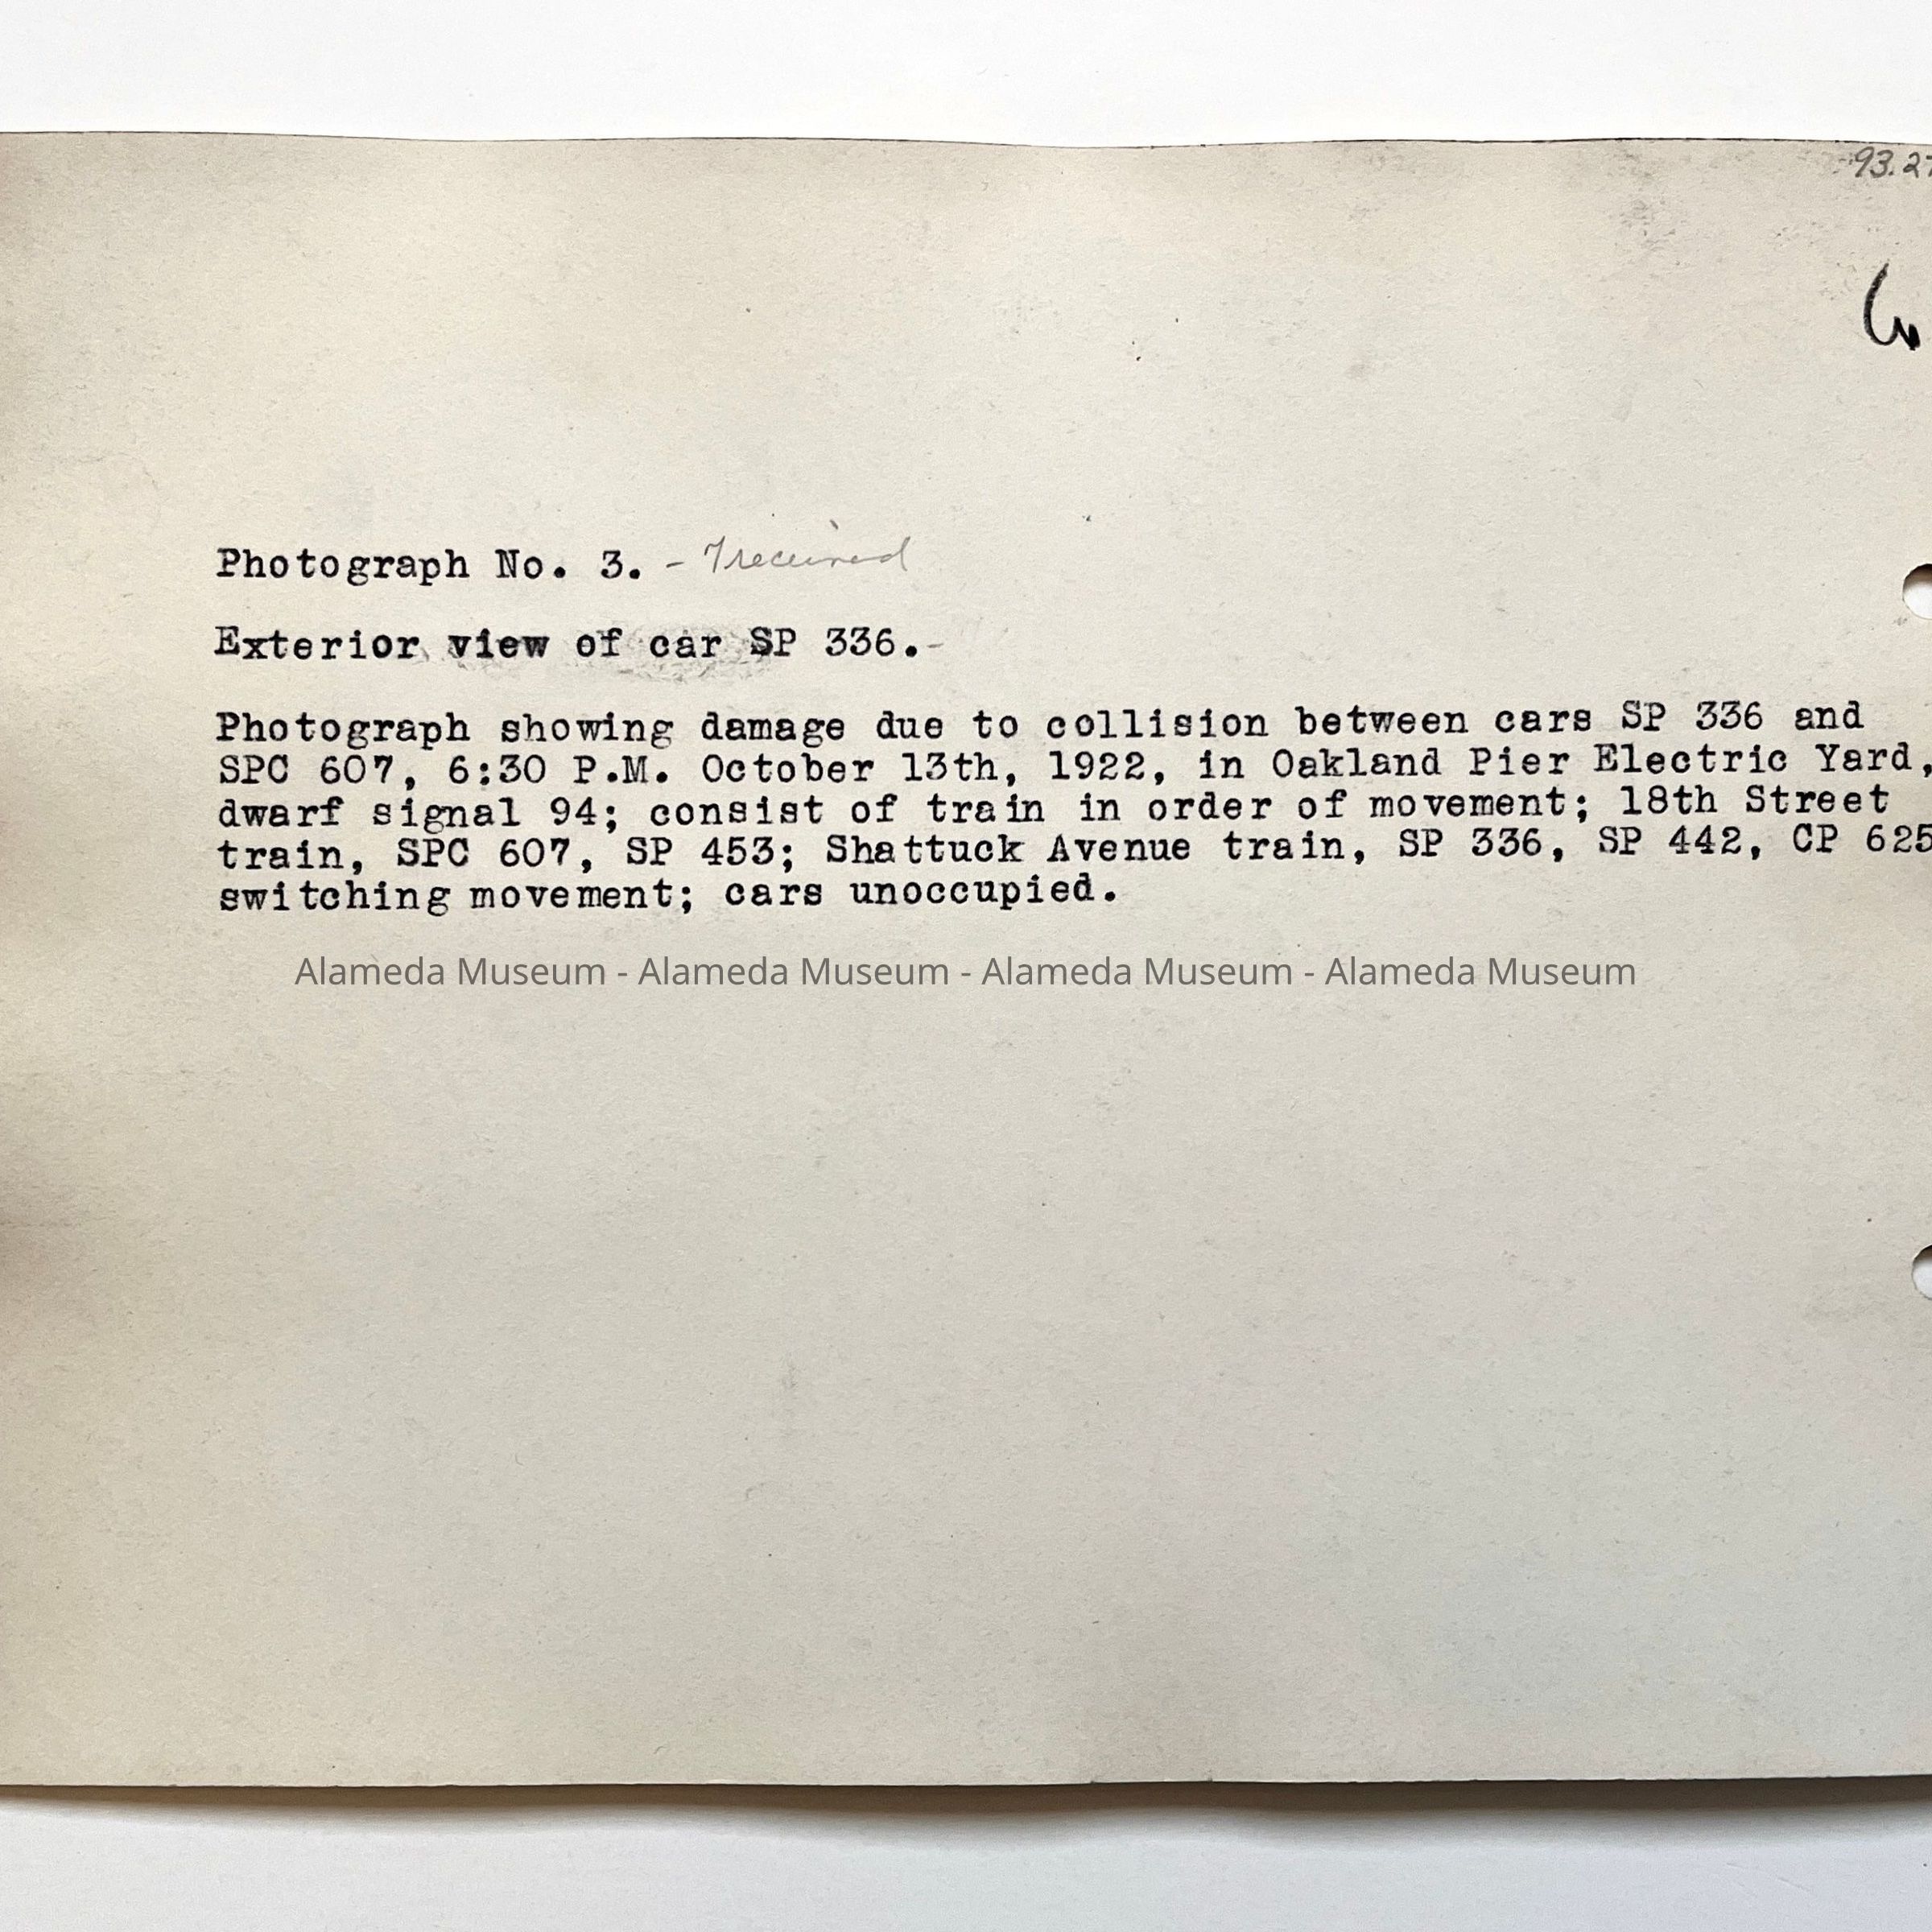 93.27
Photograph No. 3. - 7 received
Exterior view of car SP 336.-
Photograph showing damage due to collision between cars SP 336 and
SPC 607, 6:30 P.M. October 13th, 1922, in Oakland Pier Electric Yard,
dwarf signal 94; consist of train in order of movement; 18th Street
train, SPC 607, SP 453; Shattuck Avenue train, SP 336, SP 442, CP 625
switching movement; cars unoccupied.
Alameda Museum - Alameda Museum - Alameda Museum - Alameda Museum